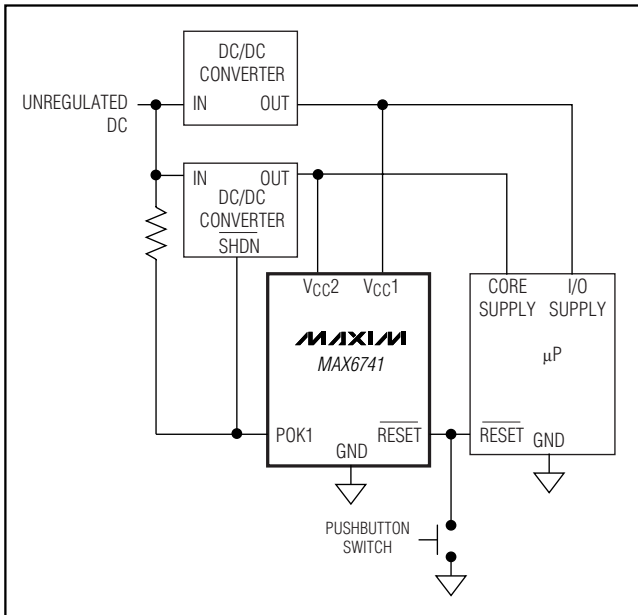 DC/DC
CONVERTER
UNREGULATED
DC
IN
OUT
IN
OUT
DC/DC
CONVERTER
SHDN
VCC2
VCC1
MAXIM
MAX6741
POK1
RESET
GND
CORE
SUPPLY
I/O
SUPPLY
µP
RESET
GND
PUSHBUTTON
SWITCH